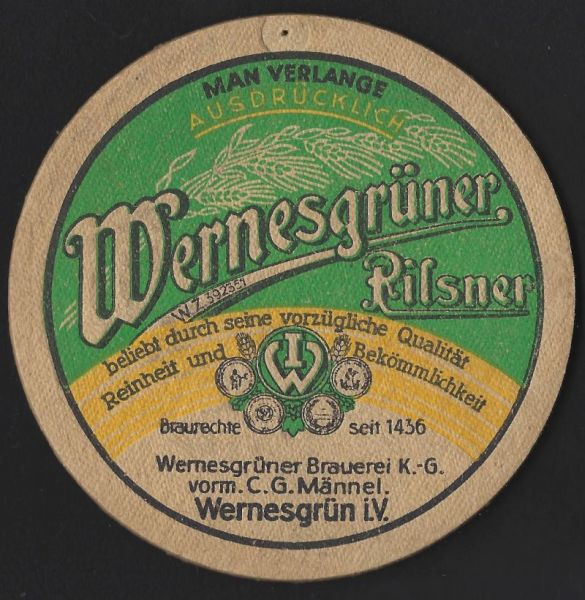 MAN VERLANGE
AUSDRÜCKLICH
Wernesgrüner
Pilsner
W.Z. 392351
beliebt durch seine vorzügliche Qualität
Reinheit und Bekömmlichkeit
W
Braurechte seit 1436
Wernesgrüner Brauerei K.-G.
vorm. C. G. Männel.
Wernesgrün i.V.